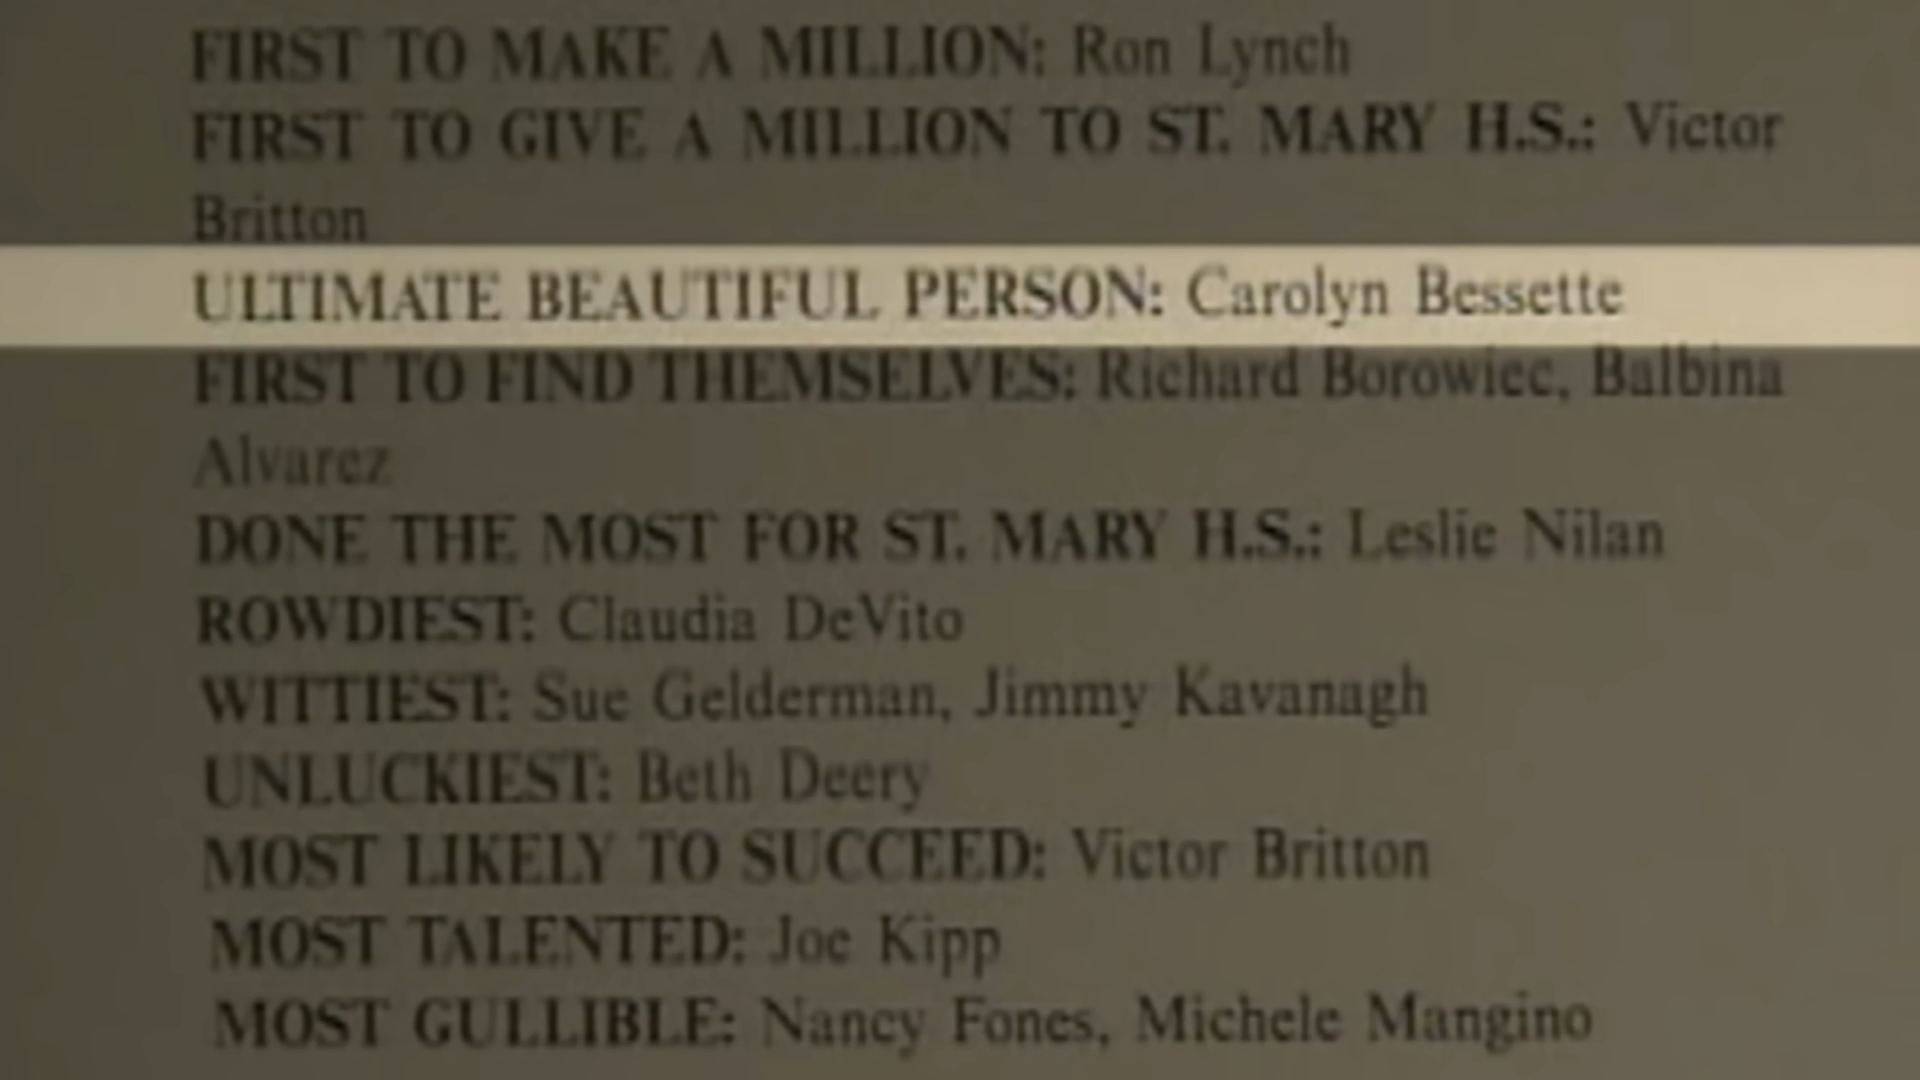 FIRST TO MAKE A MILLION: Ron Lynch
FIRST TO GIVE A MILLION TO ST. MARY H.S.: Victor
Britton
ULTIMATE BEAUTIFUL PERSON: Carolyn Bessette
FIRST TO FIND THEMSELVES: Richard Borowiec, Balbina
Alvarez
DONE THE MOST FOR ST. MARY H.S.: Leslie Nilan
ROWDIEST: Claudia DeVito
WITTIEST: Sue Gelderman, Jimmy Kavanagh
UNLUCKIEST: Beth Deery
MOST LIKELY TO SUCCEED: Victor Britton
MOST TALENTED: Joe Kipp
MOST GULLIBLE: Nancy Fones, Michele Mangino